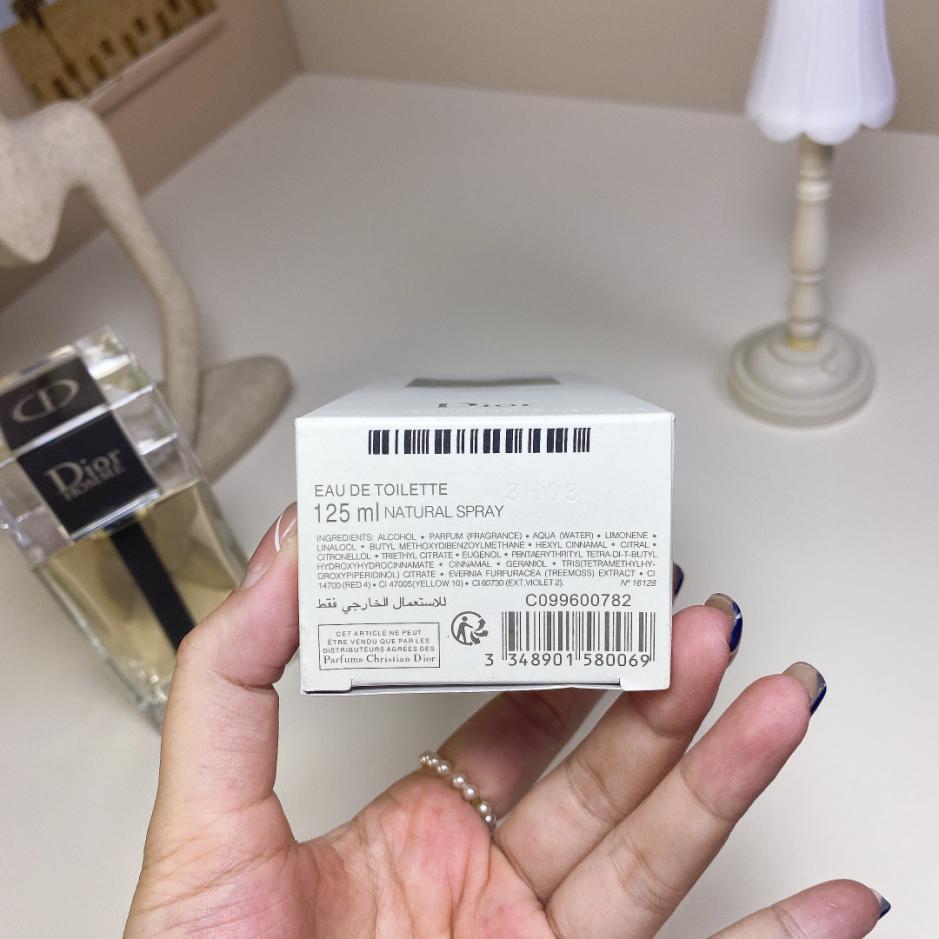 Dior
HOMME
Dior
EAU DE TOILETTE
3H03
125 ml NATURAL SPRAY
INGREDIENTS: ALCOHOL • PARFUM (FRAGRANCE) • AQUA (WATER) • LIMONENE •
LINALOOL • BUTYL METHOXYDIBENZOYLMETHANE • HEXYL CINNAMAL • CITRAL •
CITRONELLOL • TRIETHYL CITRATE • EUGENOL • PENTAERYTHRITYL TETRA-DI-T-BUTYL
HYDROXYHYDROCINNAMATE • CINNAMAL • GERANIOL • TRIS(TETRAMETHYLHY-
DROXYPIPERIDINOL) CITRATE • EVERNIA FURFURACEA (TREEMOSS) EXTRACT • CI
14700 (RED 4) • CI 47005 (YELLOW 10) • CI 60730 (EXT. VIOLET 2).
N° 16128
للاستعمال الخارجي فقط
C099600782
CET ARTICLE NE PEUT
ÊTRE VENDU QUE PAR LES
DISTRIBUTEURS AGRÉÉS DES
Parfums Christian Dior
3 348901 580069